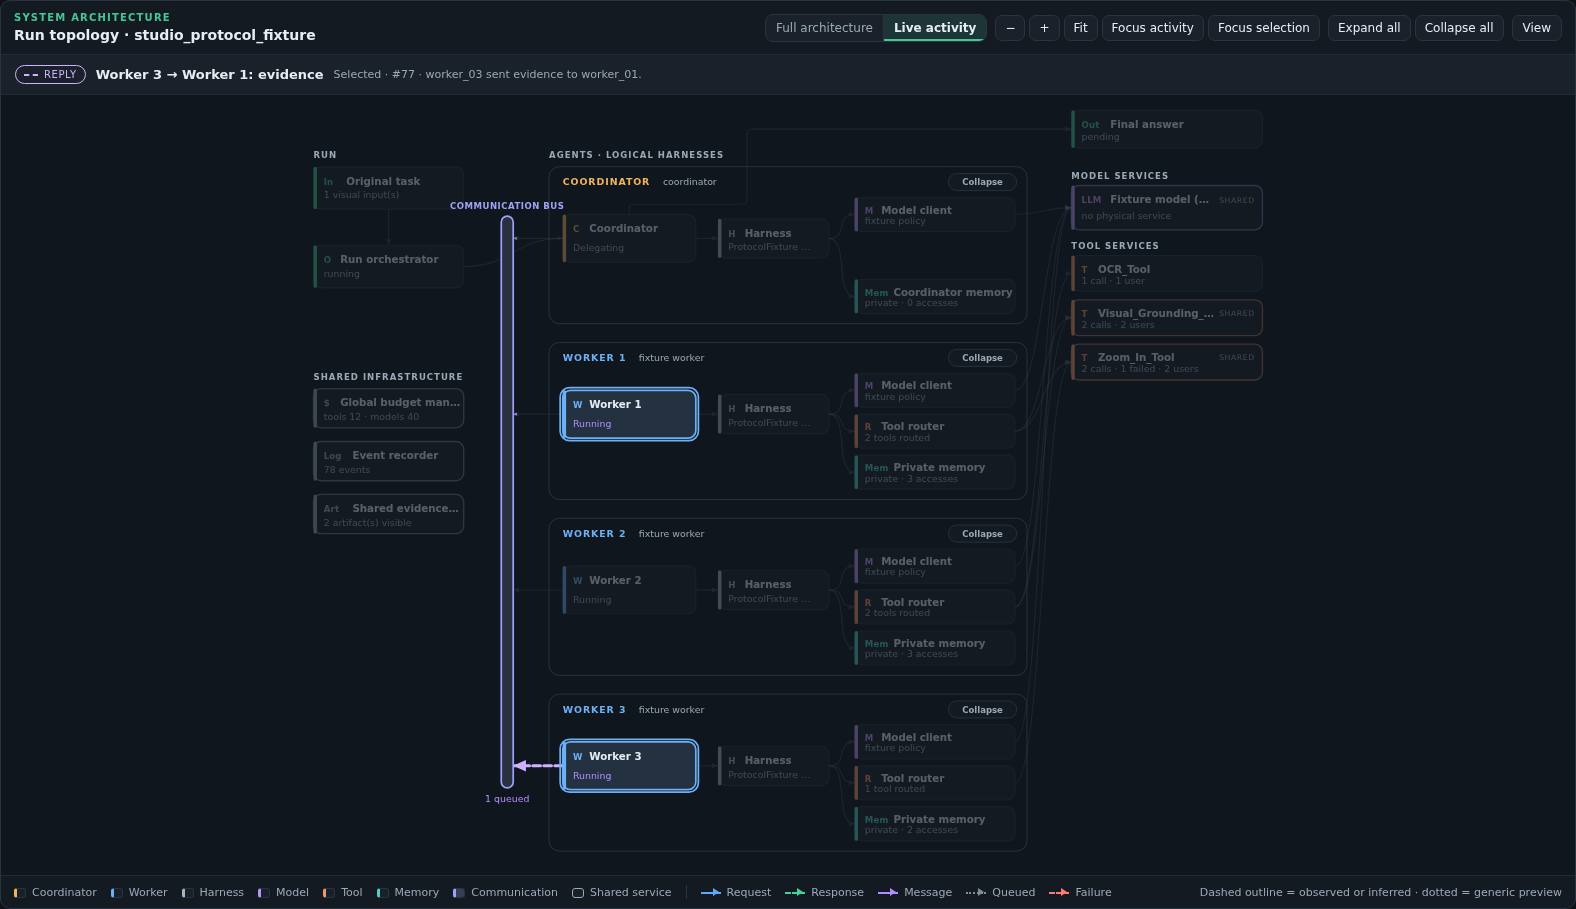 SYSTEM ARCHITECTURE
Run topology · studio_protocol_fixture
Full architecture
Live activity
−
+
Fit
Focus activity
Focus selection
Expand all
Collapse all
View
REPLY
Worker 3 → Worker 1: evidence
Selected · #77 · worker_03 sent evidence to worker_01.
RUN
In Original task
1 visual input(s)
O Run orchestrator
running
COMMUNICATION BUS
1 queued
SHARED INFRASTRUCTURE
$ Global budget man…
tools 12 · models 40
Log Event recorder
78 events
Art Shared evidence…
2 artifact(s) visible
AGENTS · LOGICAL HARNESSES
COORDINATOR coordinator
Collapse
C Coordinator
Delegating
H Harness
ProtocolFixture …
M Model client
fixture policy
Mem Coordinator memory
private · 0 accesses
WORKER 1 fixture worker
Collapse
W Worker 1
Running
H Harness
ProtocolFixture …
M Model client
fixture policy
R Tool router
2 tools routed
Mem Private memory
private · 3 accesses
WORKER 2 fixture worker
Collapse
W Worker 2
Running
H Harness
ProtocolFixture …
M Model client
fixture policy
R Tool router
2 tools routed
Mem Private memory
private · 3 accesses
WORKER 3 fixture worker
Collapse
W Worker 3
Running
H Harness
ProtocolFixture …
M Model client
fixture policy
R Tool router
1 tool routed
Mem Private memory
private · 2 accesses
Out Final answer
pending
MODEL SERVICES
LLM Fixture model (… SHARED
no physical service
TOOL SERVICES
T OCR_Tool
1 call · 1 user
T Visual_Grounding_… SHARED
2 calls · 2 users
T Zoom_In_Tool SHARED
2 calls · 1 failed · 2 users
Coordinator
Worker
Harness
Model
Tool
Memory
Communication
Shared service
Request
Response
Message
Queued
Failure
Dashed outline = observed or inferred · dotted = generic preview